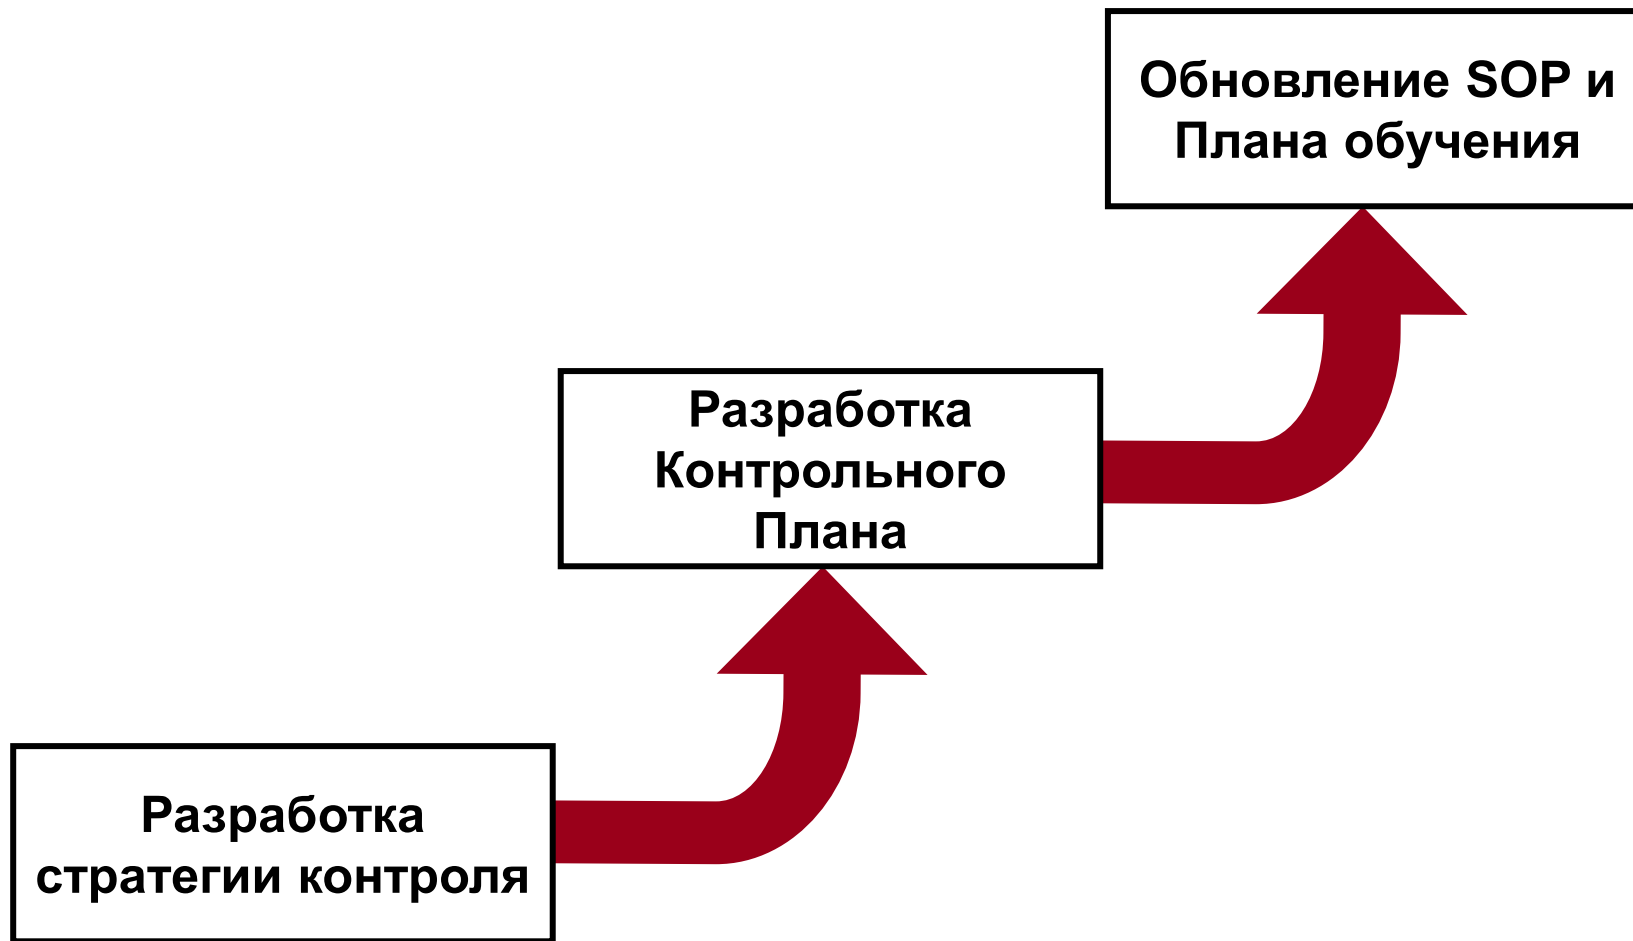 Обновление SOP и
Плана обучения
Разработка
Контрольного
Плана
Разработка
стратегии контроля